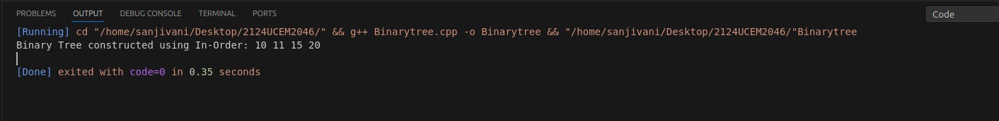 PROBLEMS OUTPUT DEBUG CONSOLE TERMINAL PORTS Code
[Running] cd "/home/sanjivani/Desktop/2124UCEM2046/" && g++ Binarytree.cpp -o Binarytree && "/home/sanjivani/Desktop/2124UCEM2046/"Binarytree
Binary Tree constructed using In-Order: 10 11 15 20
[Done] exited with code=0 in 0.35 seconds